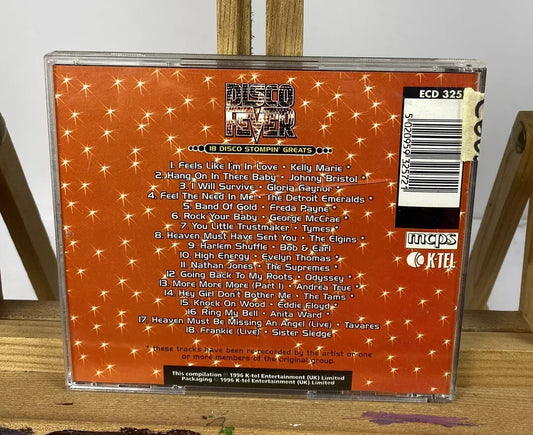 DISCO
FEVER
18 DISCO STOMPIN' GREATS
1. Feels Like I'm In Love • Kelly Marie *
2. Hang On In There Baby • Johnny Bristol *
3. I Will Survive • Gloria Gaynor *
4. Feel The Need In Me • The Detroit Emeralds *
5. Band Of Gold • Freda Payne *
6. Rock Your Baby • George McCrae *
7. You Little Trustmaker • Tymes *
8. Heaven Must Have Sent You • The Elgins *
9. Harlem Shuffle • Bob & Earl *
10. High Energy • Evelyn Thomas *
11. Nathan Jones • The Supremes *
12. Going Back To My Roots • Odyssey *
13. More More More (Part 1) • Andrea True *
14. Hey Girl Don't Bother Me • The Tams *
15. Knock On Wood • Eddie Floyd *
16. Ring My Bell • Anita Ward *
17. Heaven Must Be Missing An Angel (Live) • Tavares
18. Frankie (Live) • Sister Sledge
* these tracks have been re-recorded by the artist or one
or more members of the original group.
This compilation ℗ 1996 K-tel Entertainment (UK) Limited
Packaging © 1996 K-tel Entertainment (UK) Limited
ECD 325
5 020959 325727
mcps
K-TEL